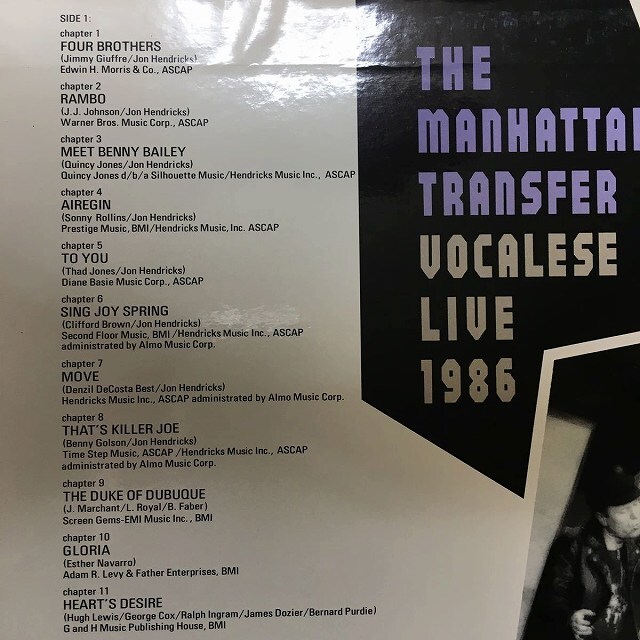 SIDE 1:
chapter 1
FOUR BROTHERS
(Jimmy Giuffre/Jon Hendricks)
Edwin H. Morris & Co., ASCAP
chapter 2
RAMBO
(J.J. Johnson/Jon Hendricks)
Warner Bros. Music Corp., ASCAP
chapter 3
MEET BENNY BAILEY
(Quincy Jones/Jon Hendricks)
Quincy Jones d/b/a Silhouette Music/Hendricks Music Inc., ASCAP
chapter 4
AIREGIN
(Sonny Rollins/Jon Hendricks)
Prestige Music, BMI/Hendricks Music, Inc. ASCAP
chapter 5
TO YOU
(Thad Jones/Jon Hendricks)
Diane Basie Music Corp., ASCAP
chapter 6
SING JOY SPRING
(Clifford Brown/Jon Hendricks)
Second Floor Music, BMI /Hendricks Music Inc., ASCAP
administrated by Almo Music Corp.
chapter 7
MOVE
(Denzil DeCosta Best/Jon Hendricks)
Hendricks Music Inc., ASCAP administrated by Almo Music Corp.
chapter 8
THAT'S KILLER JOE
(Benny Golson/Jon Hendricks)
Time Step Music, ASCAP /Hendricks Music Inc., ASCAP
administrated by Almo Music Corp.
chapter 9
THE DUKE OF DUBUQUE
(J. Marchant/L. Royal/B. Faber)
Screen Gems-EMI Music Inc., BMI
chapter 10
GLORIA
(Esther Navarro)
Adam R. Levy & Father Enterprises, BMI
chapter 11
HEART'S DESIRE
(Hugh Lewis/George Cox/Ralph Ingram/James Dozier/Bernard Purdie)
G and H Music Publishing House, BMI
THE
MANHATTAN
TRANSFER
VOCALESE
LIVE
1986